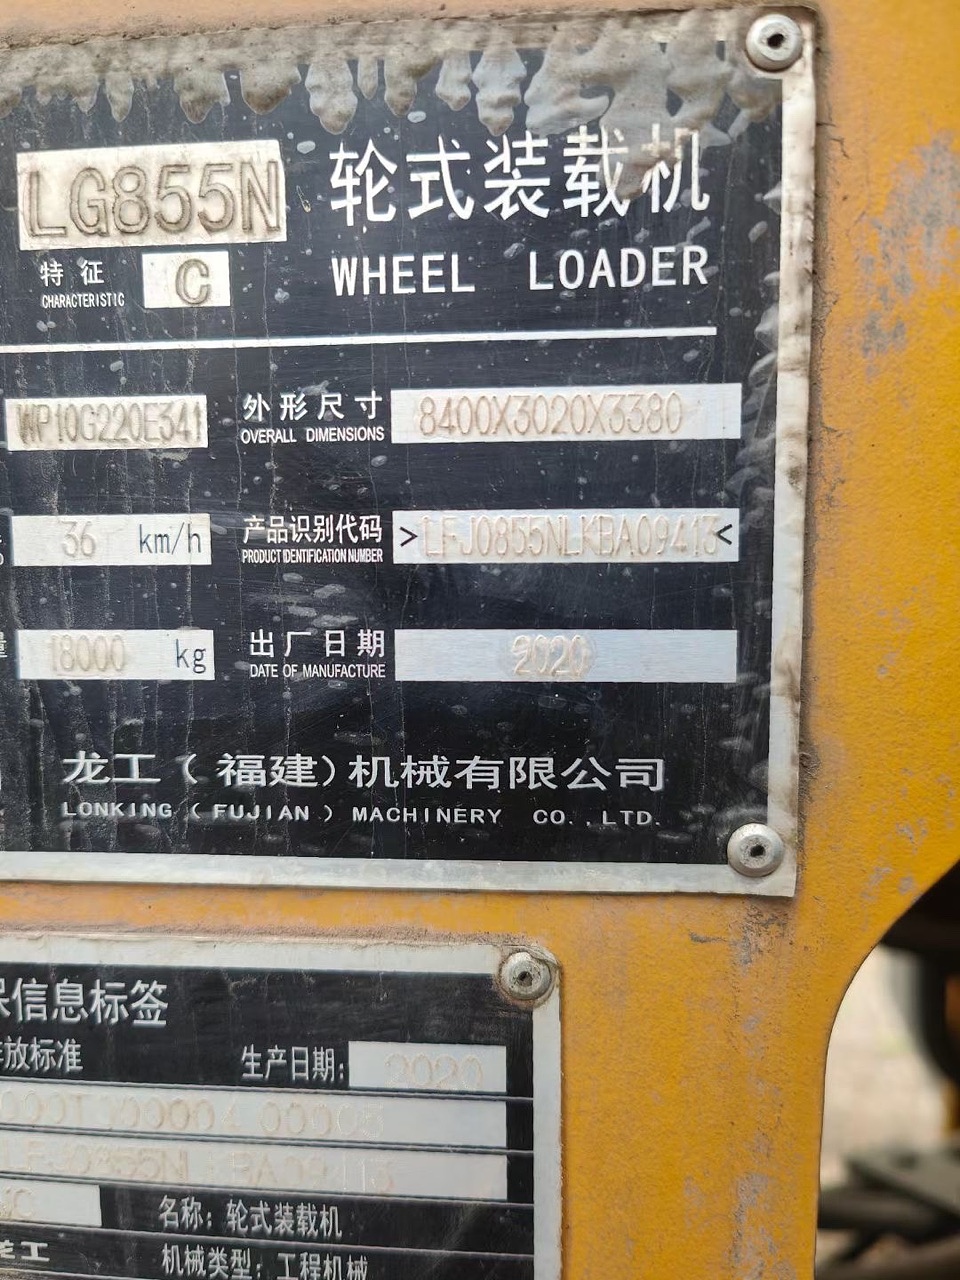 LG855N 轮式装载机
特征 C WHEEL LOADER
CHARACTERISTIC
WP10G220E341 外形尺寸 8400X3020X3380
OVERALL DIMENSIONS
36 km/h 产品识别代码 >LFJ0855NLKBA09413<
PRODUCT IDENTIFICATION NUMBER
18000 kg 出厂日期 2020
DATE OF MANUFACTURE
龙工(福建)机械有限公司
LONKING (FUJIAN) MACHINERY CO.,LTD.
信息标签
放标准 生产日期: 2020
LFJ0855NLKBA09413
名称: 轮式装载机
龙工 机械类型: 工程机械